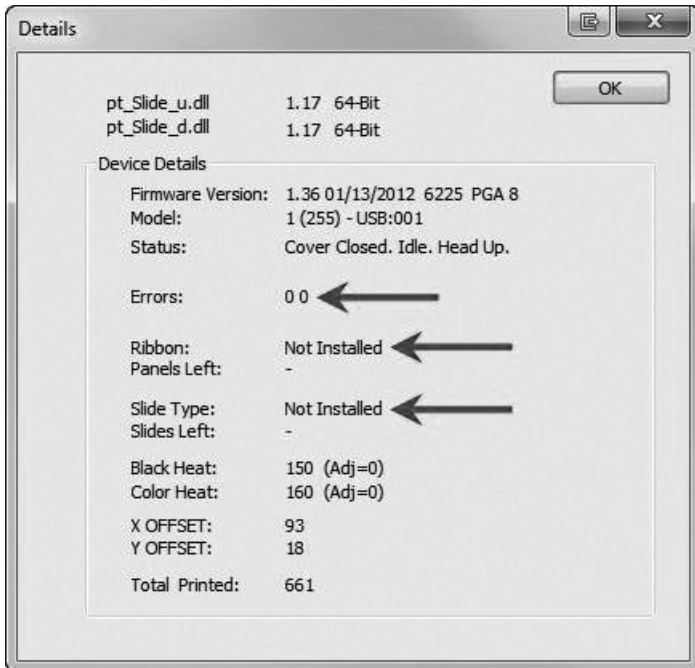 Details
OK
pt_Slide_u.dll 1.17 64-Bit
pt_Slide_d.dll 1.17 64-Bit
Device Details
Firmware Version: 1.36 01/13/2012 6225 PGA 8
Model: 1 (255) - USB:001
Status: Cover Closed. Idle. Head Up.
Errors: 0 0
Ribbon: Not Installed
Panels Left: -
Slide Type: Not Installed
Slides Left: -
Black Heat: 150 (Adj=0)
Color Heat: 160 (Adj=0)
X OFFSET: 93
Y OFFSET: 18
Total Printed: 661